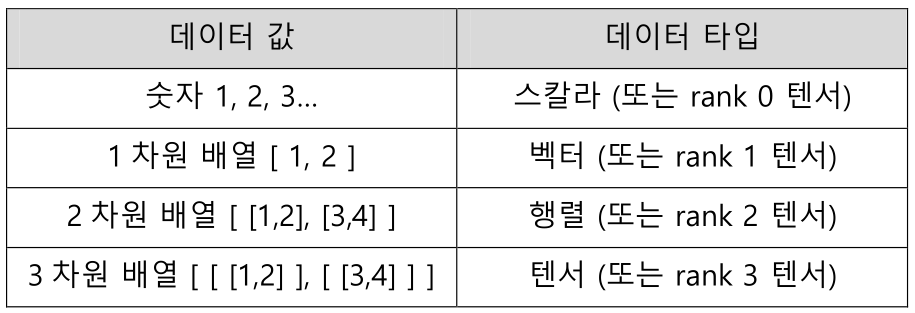 데이터 값 데이터 타입
숫자 1, 2, 3... 스칼라 (또는 rank 0 텐서)
1 차원 배열 [ 1, 2 ] 벡터 (또는 rank 1 텐서)
2 차원 배열 [ [1,2], [3,4] ] 행렬 (또는 rank 2 텐서)
3 차원 배열 [ [ [1,2] ], [ [3,4] ] ] 텐서 (또는 rank 3 텐서)